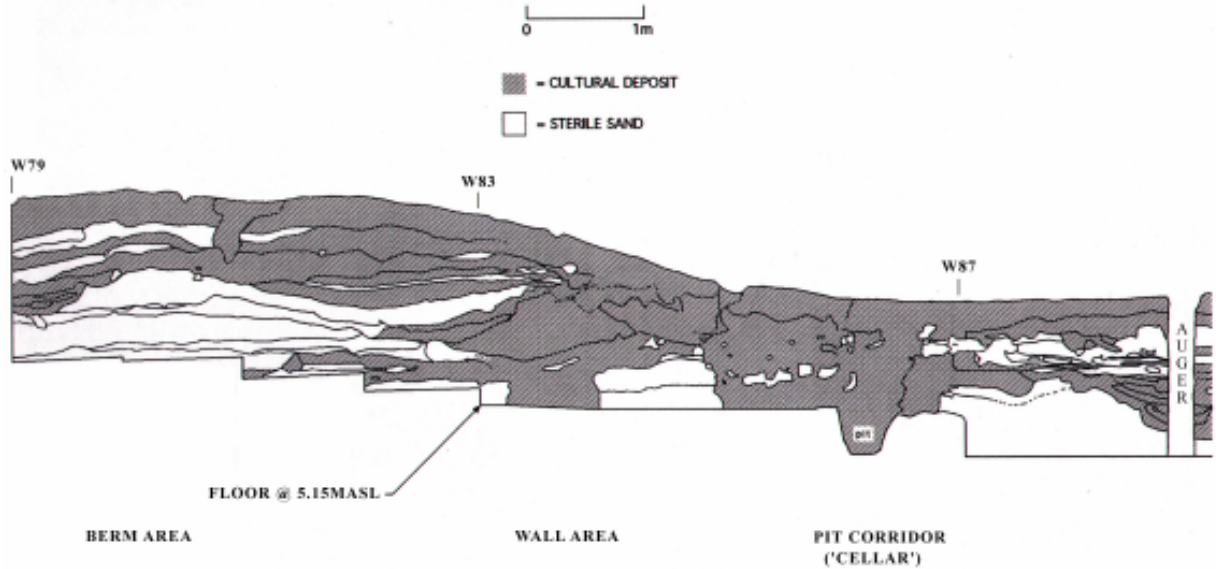 0 1m
= CULTURAL DEPOSIT
= STERILE SAND
W79
W83
W87
AUGER
pit
FLOOR @ 5.15MASL
BERM AREA
WALL AREA
PIT CORRIDOR
('CELLAR')